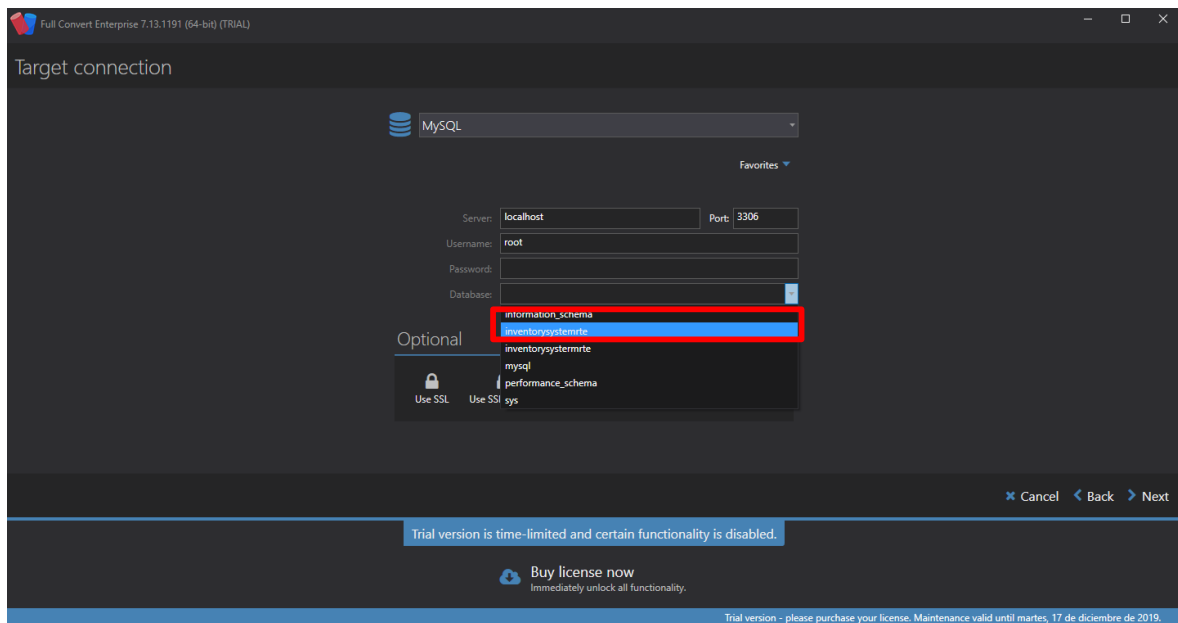 Full Convert Enterprise 7.13.1191 (64-bit) (TRIAL)
Target connection
MySQL
Favorites
Server: localhost Port: 3306
Username: root
Password:
Database:
information_schema
inventorysystemrte
inventorysystermrte
mysql
performance_schema
sys
Optional
Use SSL Use SS
Cancel Back Next
Trial version is time-limited and certain functionality is disabled.
Buy license now
Immediately unlock all functionality.
Trial version - please purchase your license. Maintenance valid until martes, 17 de diciembre de 2019.